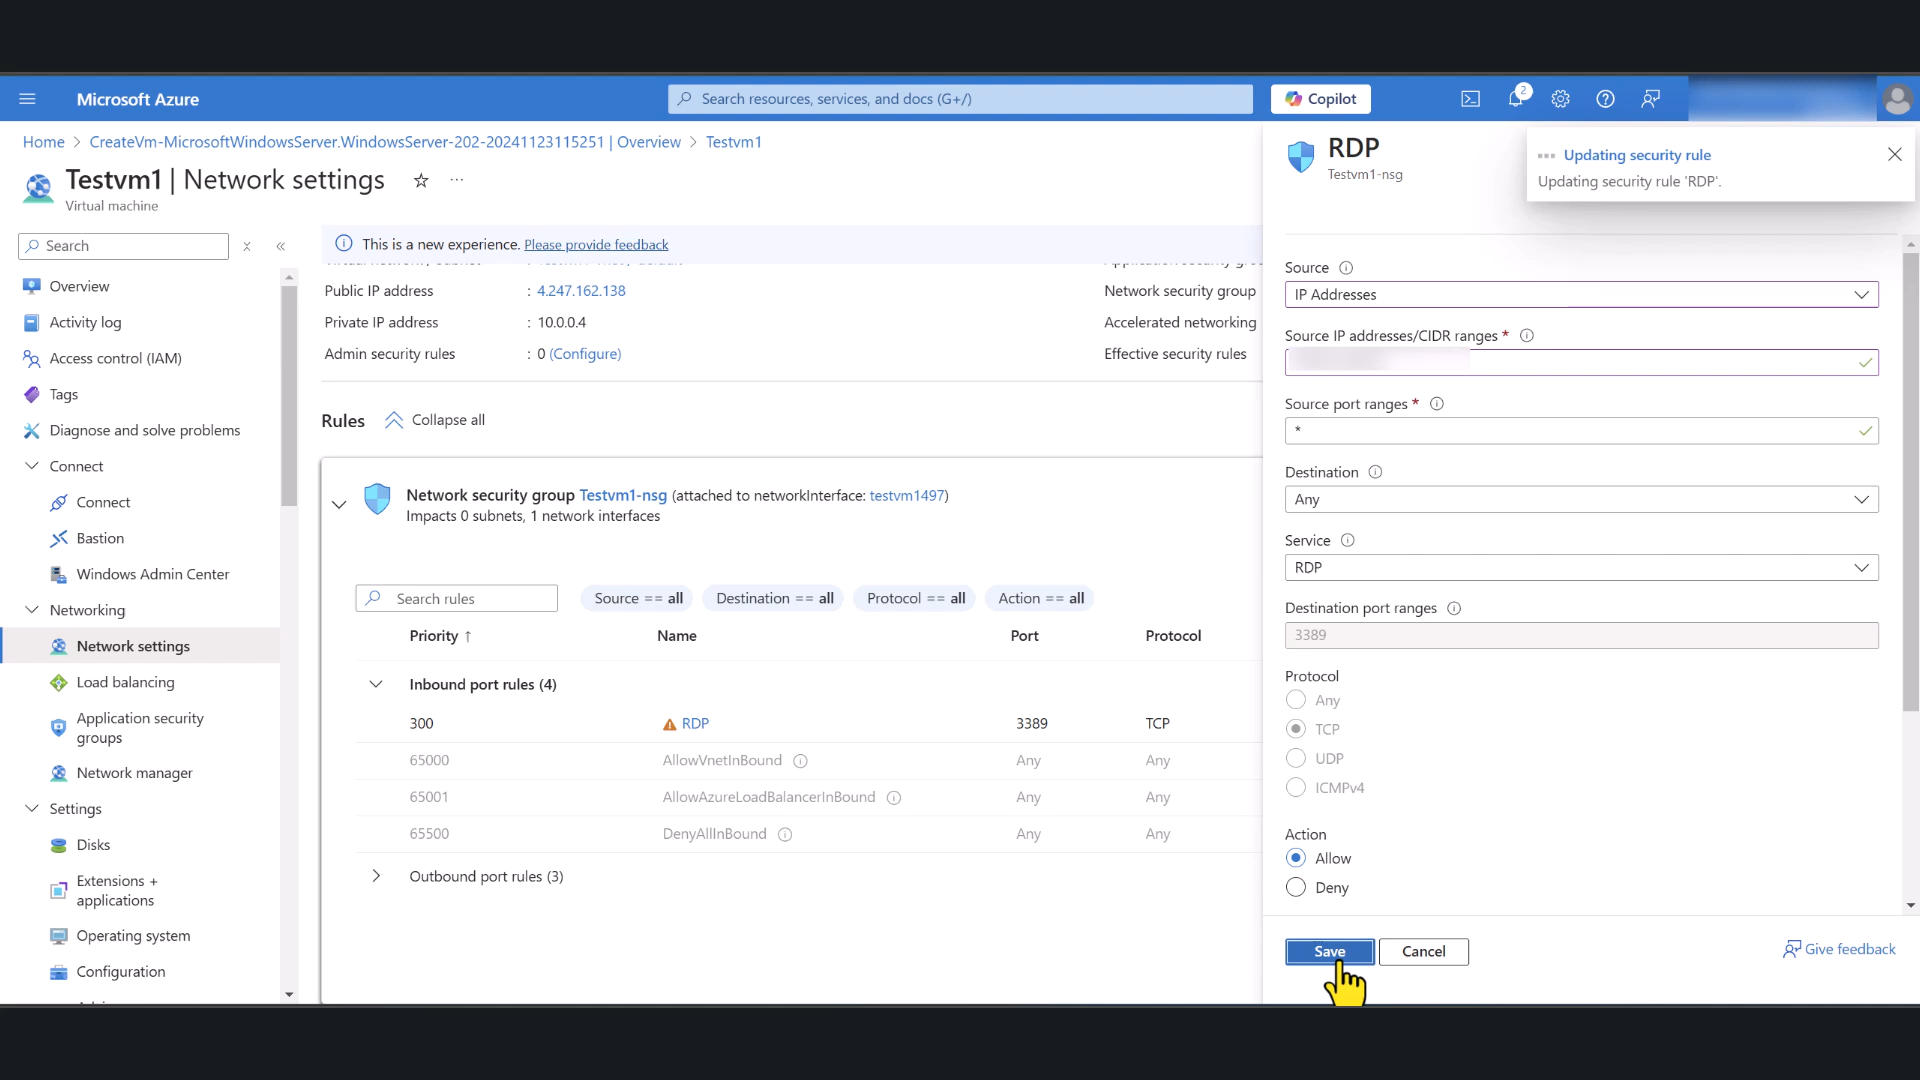 Microsoft Azure
Search resources, services, and docs (G+/)
Copilot
2
Home > CreateVm-MicrosoftWindowsServer.WindowsServer-202-20241123115251 | Overview > Testvm1
Testvm1 | Network settings
Virtual machine
Search
Overview
Activity log
Access control (IAM)
Tags
Diagnose and solve problems
Connect
Connect
Bastion
Windows Admin Center
Networking
Network settings
Load balancing
Application security
groups
Network manager
Settings
Disks
Extensions +
applications
Operating system
Configuration
This is a new experience. Please provide feedback
Public IP address : 4.247.162.138
Private IP address : 10.0.0.4
Admin security rules : 0 (Configure)
Network security group
Accelerated networking
Effective security rules
Rules Collapse all
Network security group Testvm1-nsg (attached to networkInterface: testvm1497)
Impacts 0 subnets, 1 network interfaces
Search rules
Source == all
Destination == all
Protocol == all
Action == all
Priority ↑ Name Port Protocol
Inbound port rules (4)
300 RDP 3389 TCP
65000 AllowVnetInBound Any Any
65001 AllowAzureLoadBalancerInBound Any Any
65500 DenyAllInBound Any Any
Outbound port rules (3)
RDP
Testvm1-nsg
Updating security rule
Updating security rule 'RDP'.
Source
IP Addresses
Source IP addresses/CIDR ranges *
Source port ranges *
*
Destination
Any
Service
RDP
Destination port ranges
3389
Protocol
Any
TCP
UDP
ICMPv4
Action
Allow
Deny
Save
Cancel
Give feedback